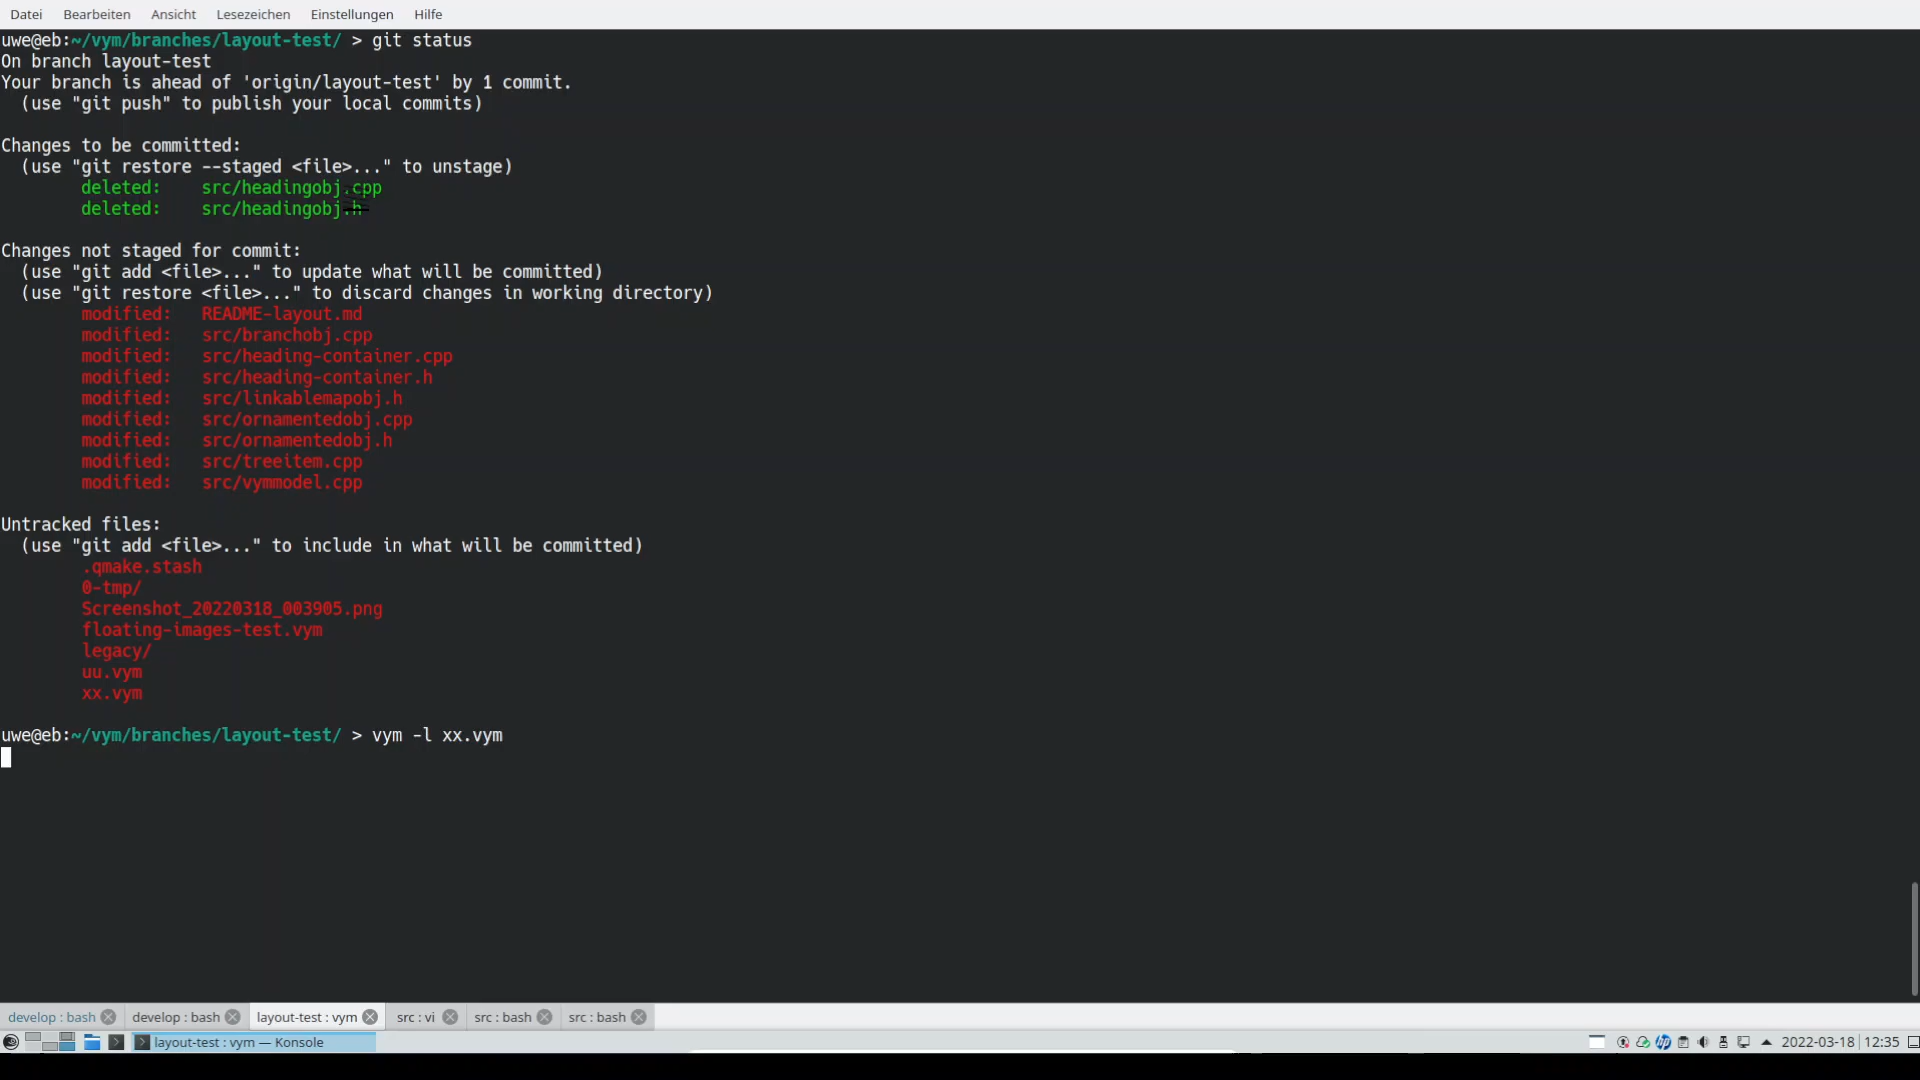 Datei Bearbeiten Ansicht Lesezeichen Einstellungen Hilfe
uwe@eb:~/vym/branches/layout-test/ > git status
On branch layout-test
Your branch is ahead of 'origin/layout-test' by 1 commit.
(use "git push" to publish your local commits)
Changes to be committed:
(use "git restore --staged <file>..." to unstage)
deleted: src/headingobj.cpp
deleted: src/headingobj.h
Changes not staged for commit:
(use "git add <file>..." to update what will be committed)
(use "git restore <file>..." to discard changes in working directory)
modified: README-layout.md
modified: src/branchobj.cpp
modified: src/heading-container.cpp
modified: src/heading-container.h
modified: src/linkablemapobj.h
modified: src/ornamentedobj.cpp
modified: src/ornamentedobj.h
modified: src/treeitem.cpp
modified: src/vymmodel.cpp
Untracked files:
(use "git add <file>..." to include in what will be committed)
.qmake.stash
0-tmp/
Screenshot_20220318_003905.png
floating-images-test.vym
legacy/
uu.vym
xx.vym
uwe@eb:~/vym/branches/layout-test/ > vym -l xx.vym
develop : bash develop : bash layout-test : vym src : vi src : bash src : bash
layout-test : vym — Konsole hp 2022-03-18 12:35